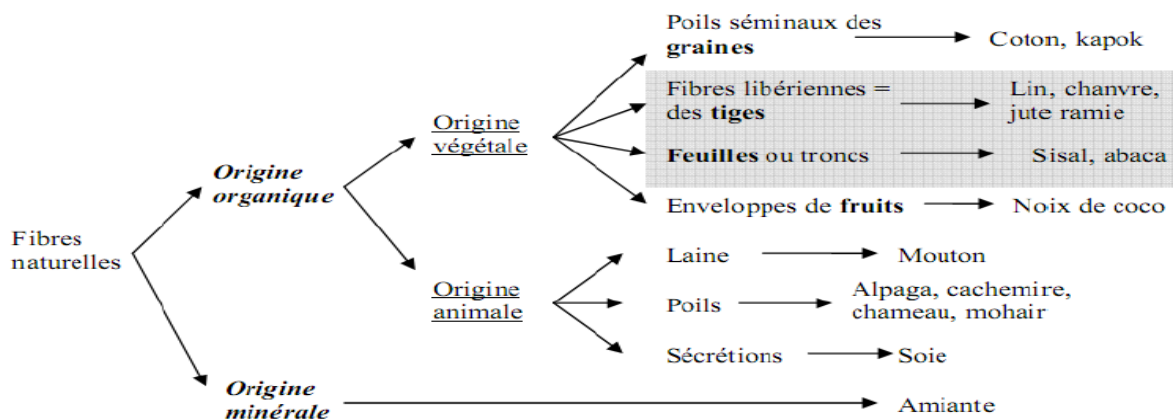 Poils séminaux des
graines
Coton, kapok
Fibres libériennes =
des tiges
Lin, chanvre,
jute ramie
Origine
végétale
Feuilles ou troncs
Sisal, abaca
Origine
organique
Enveloppes de fruits
Noix de coco
Fibres
naturelles
Laine
Mouton
Origine
animale
Poils
Alpaga, cachemire,
chameau, mohair
Sécrétions
Soie
Origine
minérale
Amiante